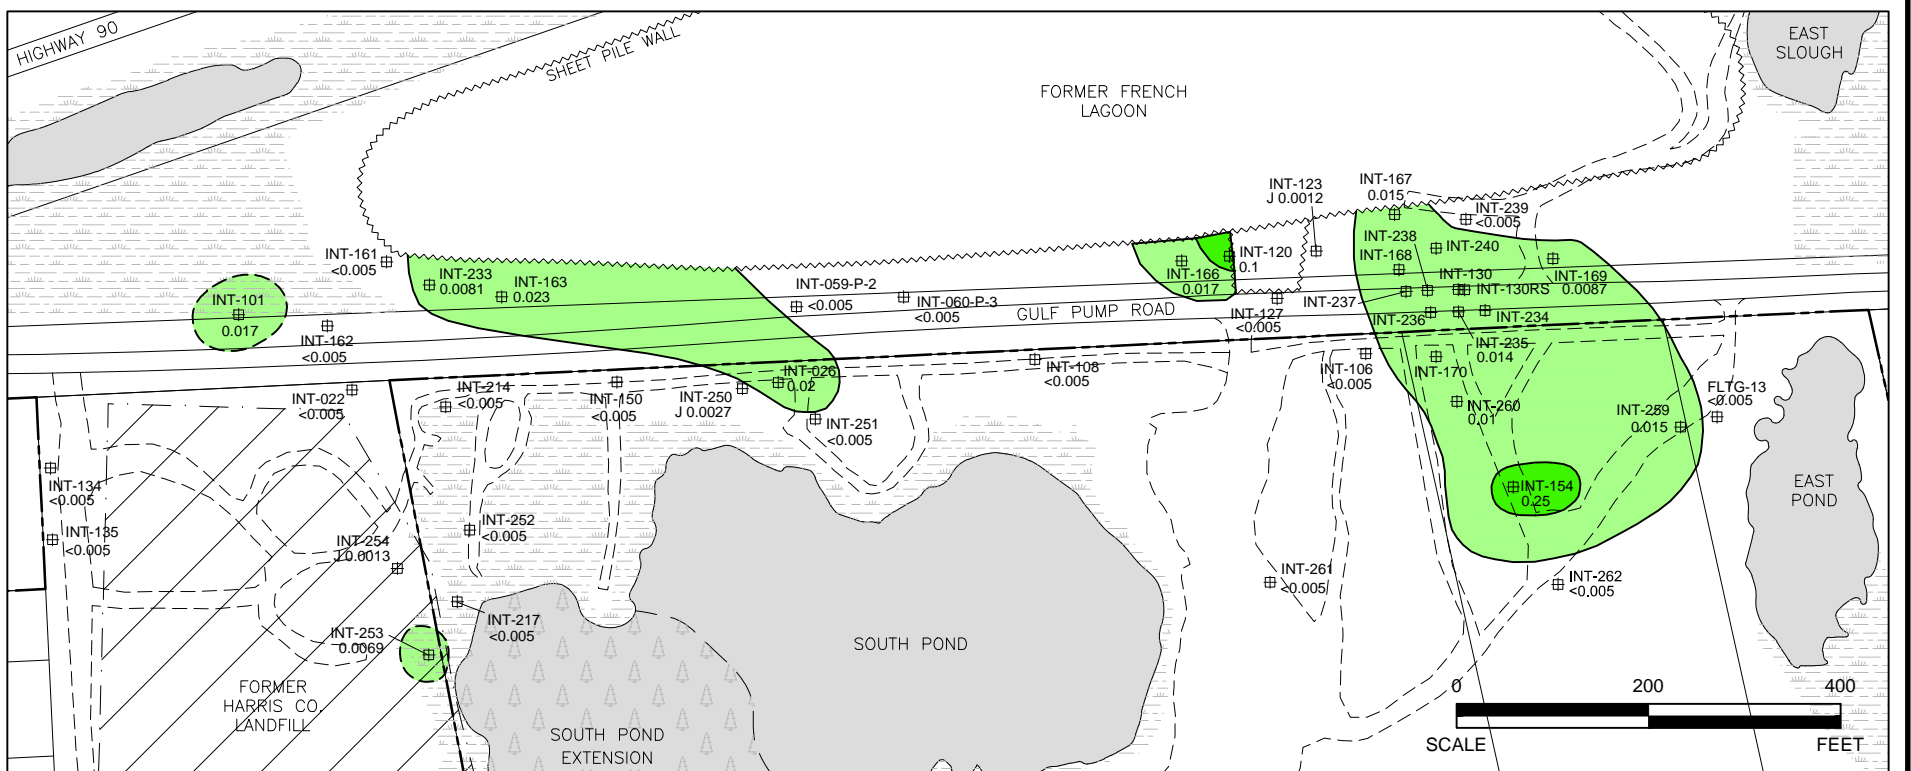 HIGHWAY 90
SHEET PILE WALL
FORMER FRENCH
LAGOON
EAST
SLOUGH
INT-123
J 0.0012
INT-167
0.015
INT-239
<0.005
INT-161
<0.005
INT-233
0.0081
INT-163
0.023
INT-059-P-2
<0.005
INT-060-P-3
<0.005
INT-166
0.017
INT-120
0.1
INT-238
INT-168
INT-240
INT-130
INT-130RS
INT-169
0.0087
INT-101
0.017
INT-162
<0.005
GULF PUMP ROAD
INT-127
<0.005
INT-237
INT-236
INT-234
INT-235
0.014
INT-170
INT-022
<0.005
INT-214
<0.005
INT-150
<0.005
INT-250
J 0.0027
INT-026
0.02
INT-251
<0.005
INT-108
<0.005
INT-106
<0.005
INT-260
0.01
INT-259
0.015
FLTG-13
<0.005
INT-134
<0.005
INT-135
<0.005
INT-254
J 0.0013
INT-252
<0.005
INT-154
0.25
EAST
POND
INT-261
<0.005
INT-262
<0.005
INT-217
<0.005
INT-253
0.0069
SOUTH POND
FORMER
HARRIS CO.
LANDFILL
SOUTH POND
EXTENSION
0 200 400
SCALE FEET